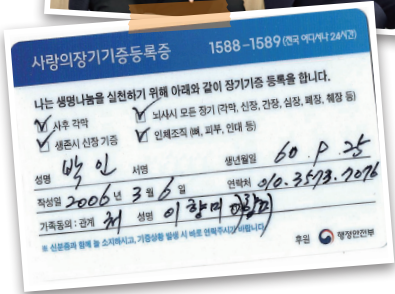 사랑의장기기증등록증 1588-1589 (전국 어디서나 24시간)
나는 생명나눔을 실천하기 위해 아래와 같이 장기기증 등록을 합니다.
사후 각막 뇌사시 모든 장기 (각막, 신장, 간장, 심장, 폐장, 췌장 등)
생존시 신장 기증 인체조직 (뼈, 피부, 인대 등)
성명 박인 서명 생년월일 60. . 25
작성일 2006년 3월 6일 연락처 010.3573.7076
가족동의 : 관계 처 성명 이향미
※ 신분증과 함께 늘 소지하시고, 기증상황 발생 시 바로 연락주시기 바랍니다.
후원 행정안전부